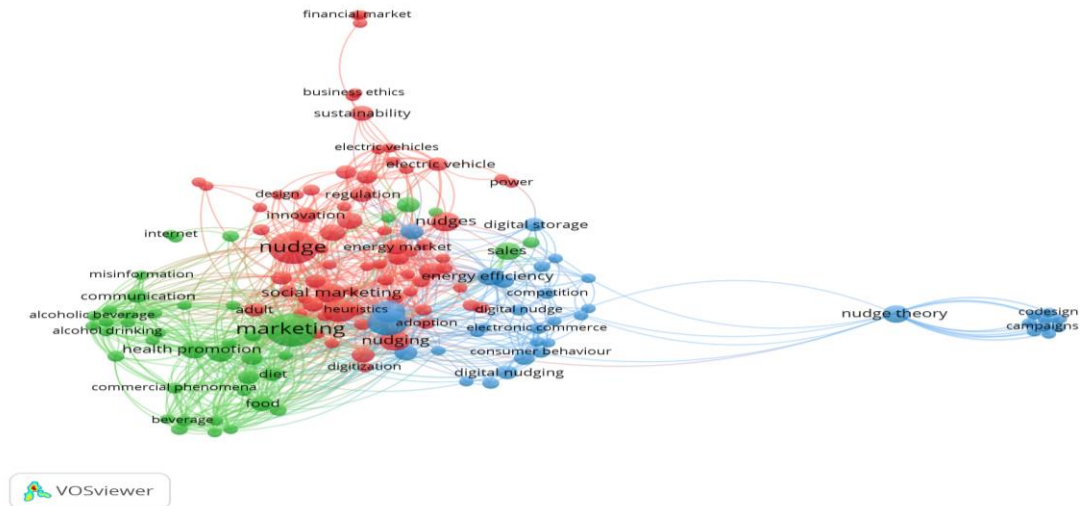 financial market
business ethics
sustainability
electric vehicles
electric vehicle
power
design
regulation
innovation
nudges
digital storage
internet
nudge
energy market
sales
misinformation
energy efficiency
communication
social marketing
competition
alcoholic beverage
adult
heuristics
digital nudge
nudge theory
codesign
alcohol drinking
marketing
adoption
electronic commerce
campaigns
nudging
health promotion
consumer behaviour
digitization
diet
digital nudging
commercial phenomena
food
beverage
VOSviewer